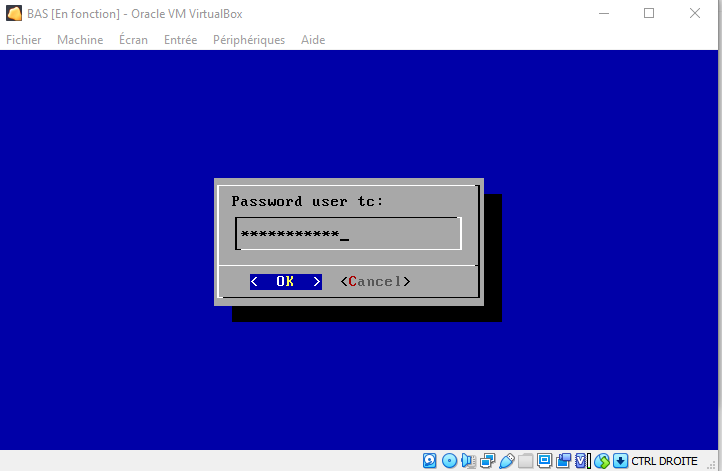 BAS [En fonction] - Oracle VM VirtualBox
Fichier Machine Écran Entrée Périphériques Aide
Password user tc:
***********_
< OK > <Cancel>
CTRL DROITE